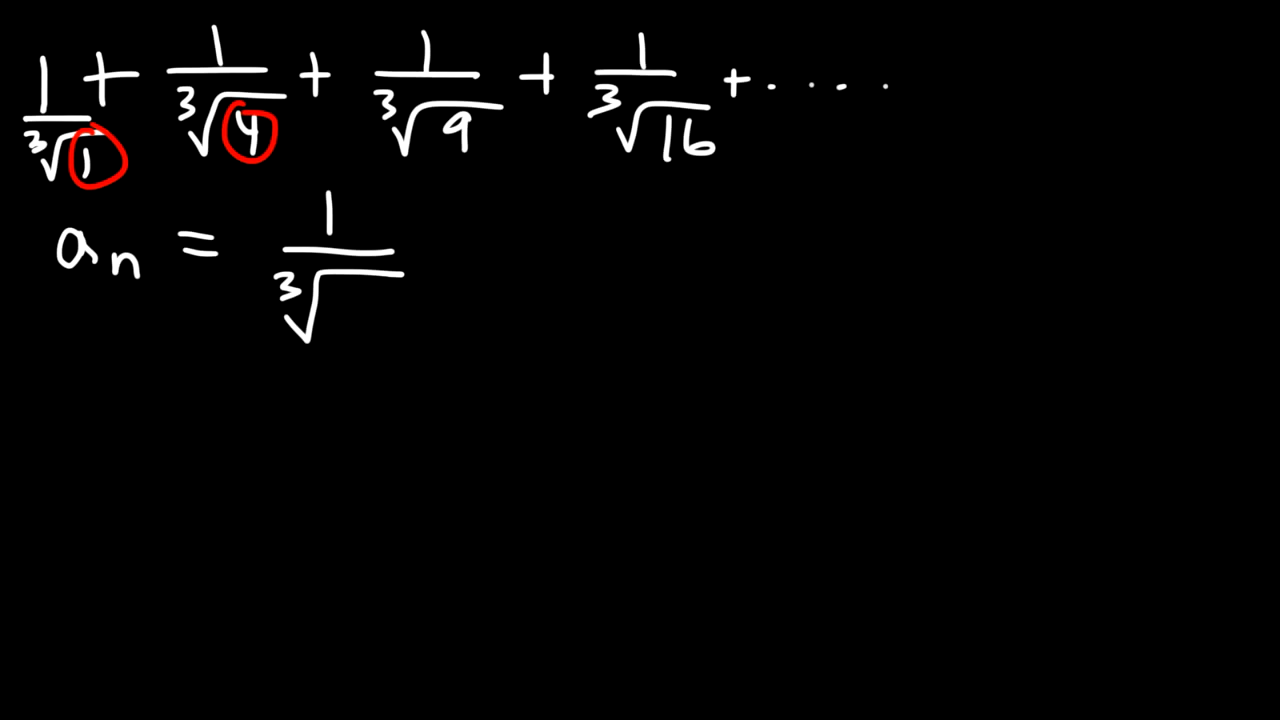 1/∛1 + 1/∛4 + 1/∛9 + 1/∛16 + .....
aₙ = 1/∛